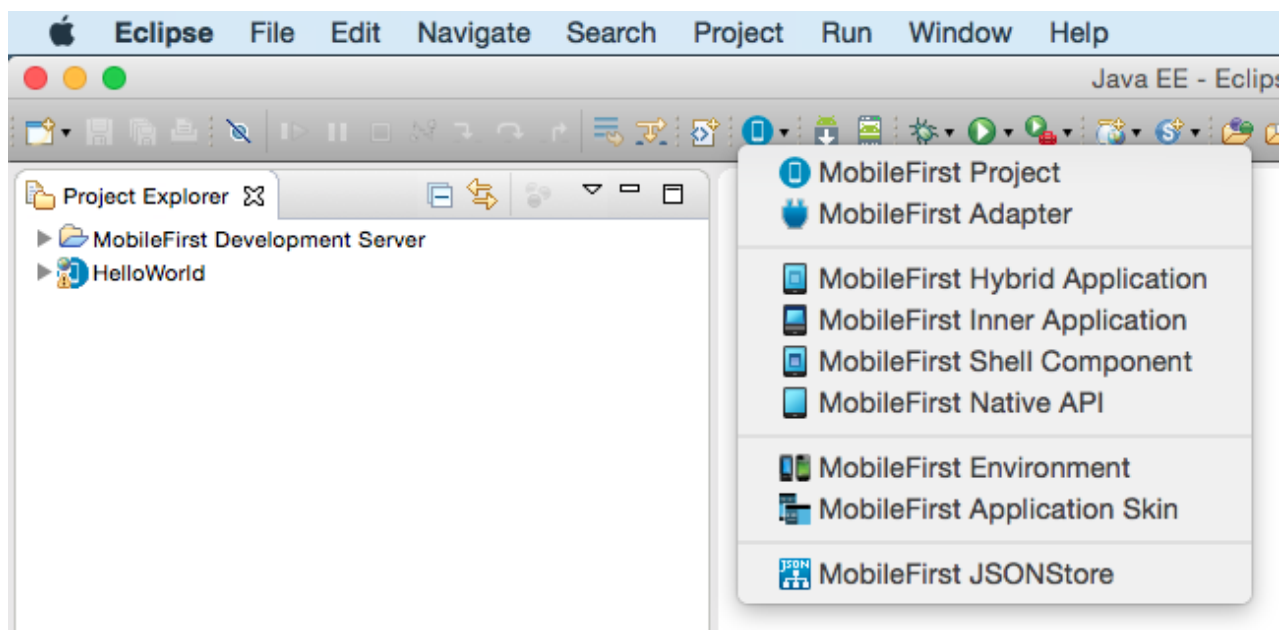 Eclipse File Edit Navigate Search Project Run Window Help
Java EE - Eclips
Project Explorer
MobileFirst Development Server
HelloWorld
MobileFirst Project
MobileFirst Adapter
MobileFirst Hybrid Application
MobileFirst Inner Application
MobileFirst Shell Component
MobileFirst Native API
MobileFirst Environment
MobileFirst Application Skin
JSON MobileFirst JSONStore